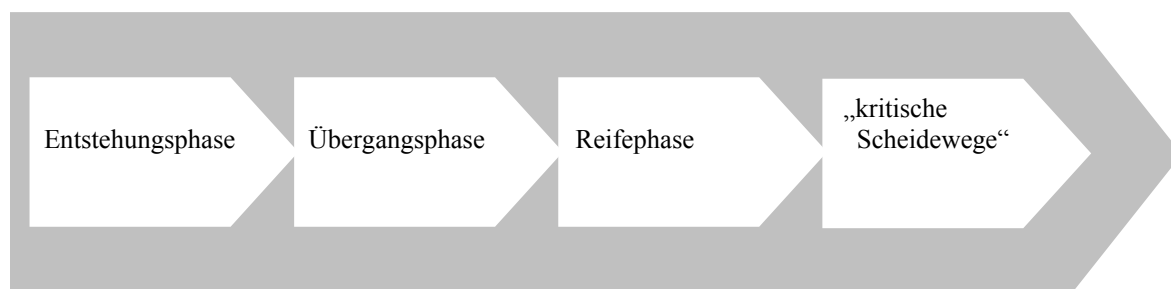 Entstehungsphase
Übergangsphase
Reifephase
„kritische
Scheidewege“